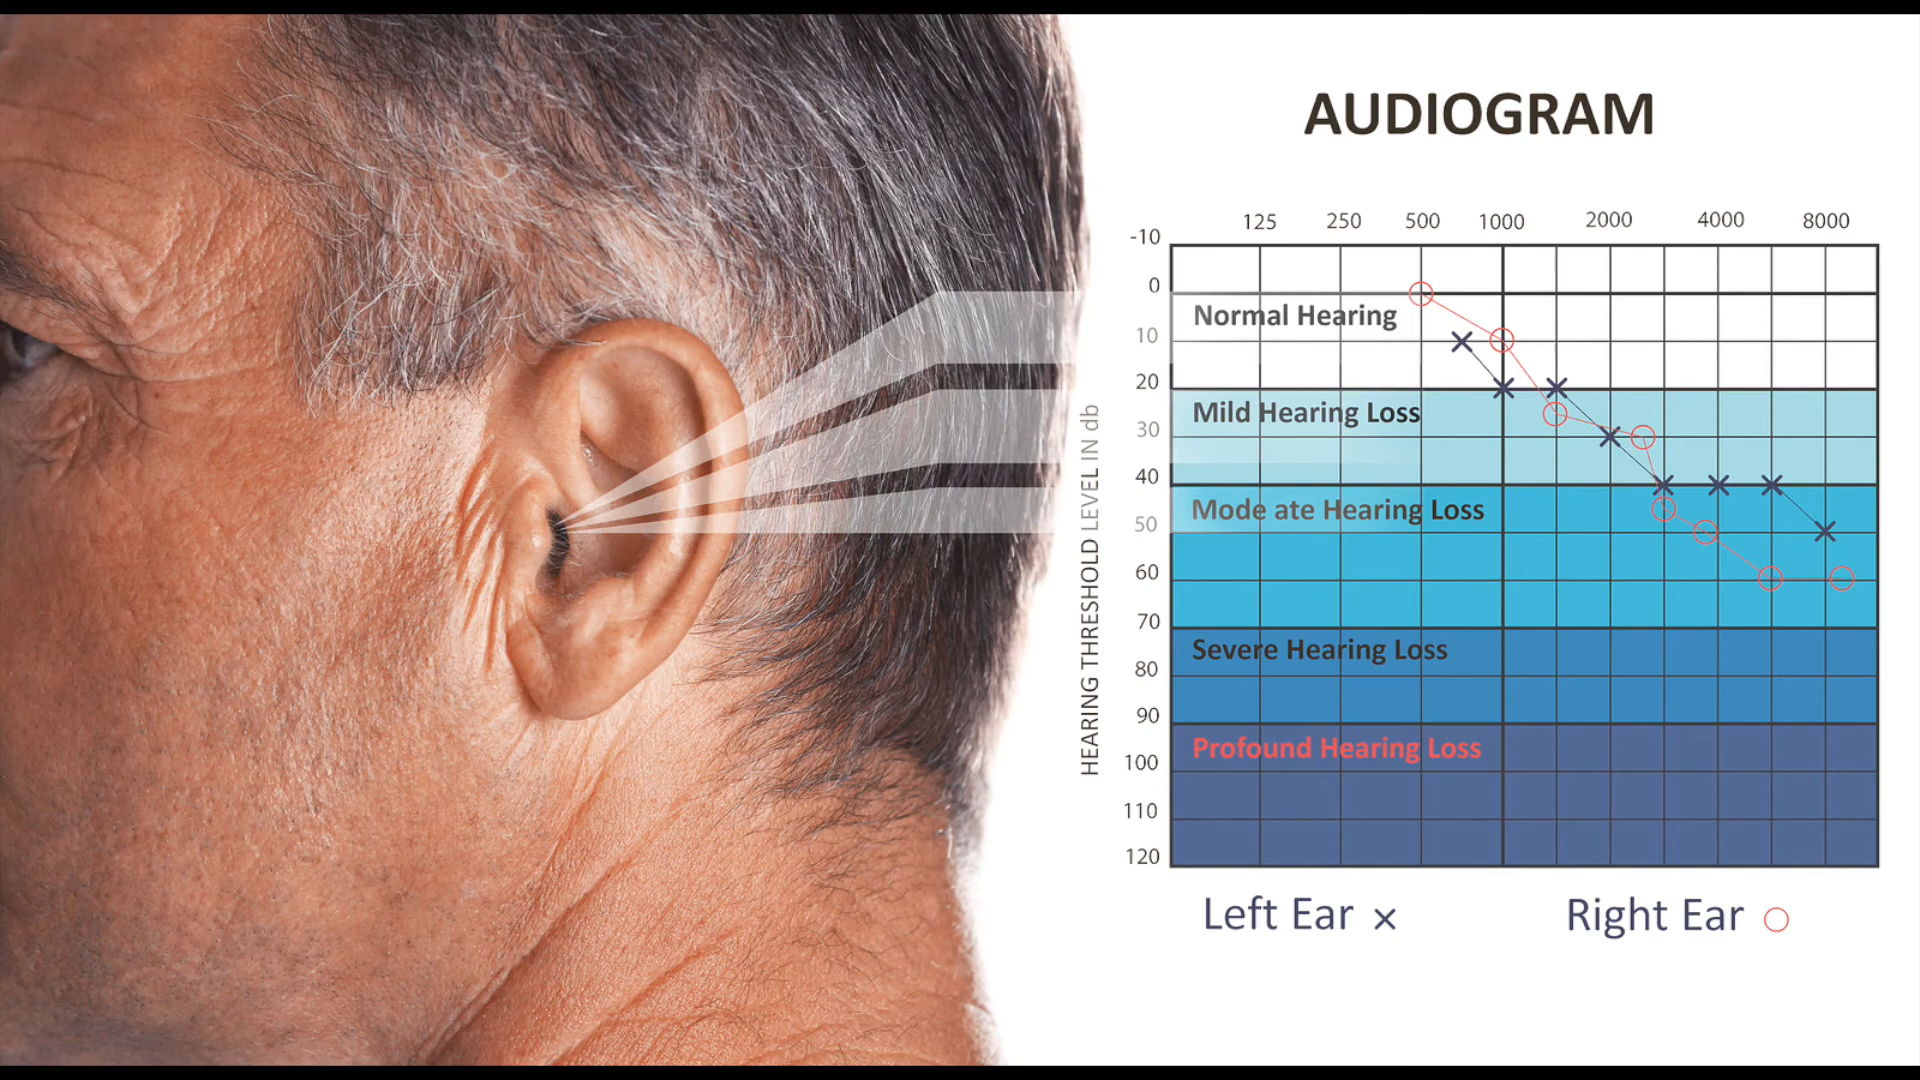 AUDIOGRAM
125 250 500 1000 2000 4000 8000
-10
0
10
20
30
40
50
60
70
80
90
100
110
120
HEARING THRESHOLD LEVEL IN db
Normal Hearing
Mild Hearing Loss
Mode ate Hearing Loss
Severe Hearing Loss
Profound Hearing Loss
Left Ear ×
Right Ear ○